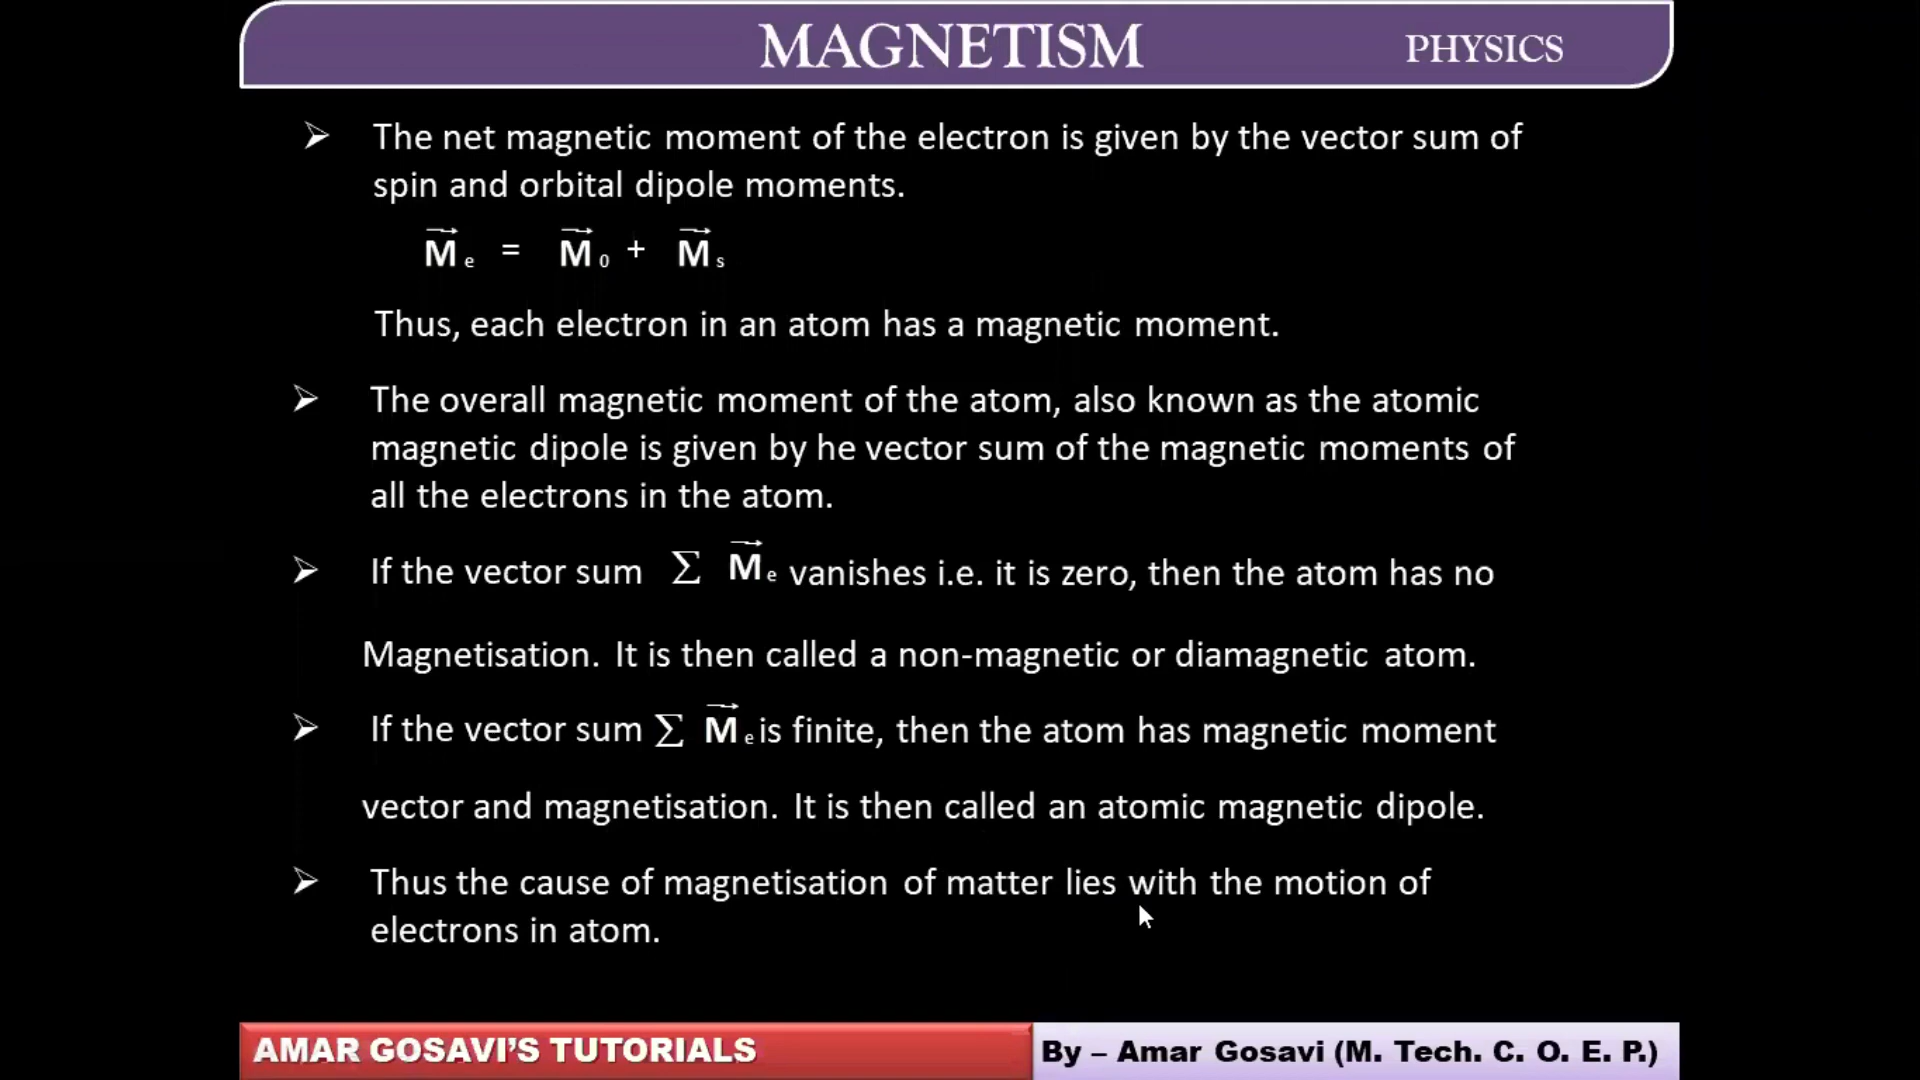 MAGNETISM PHYSICS
➢ The net magnetic moment of the electron is given by the vector sum of
spin and orbital dipole moments.
M⃗ₑ = M⃗₀ + M⃗ₛ
Thus, each electron in an atom has a magnetic moment.
➢ The overall magnetic moment of the atom, also known as the atomic
magnetic dipole is given by he vector sum of the magnetic moments of
all the electrons in the atom.
➢ If the vector sum ∑ M⃗ₑ vanishes i.e. it is zero, then the atom has no
Magnetisation. It is then called a non-magnetic or diamagnetic atom.
➢ If the vector sum ∑ M⃗ₑ is finite, then the atom has magnetic moment
vector and magnetisation. It is then called an atomic magnetic dipole.
➢ Thus the cause of magnetisation of matter lies with the motion of
electrons in atom.
AMAR GOSAVI'S TUTORIALS By – Amar Gosavi (M. Tech. C. O. E. P.)